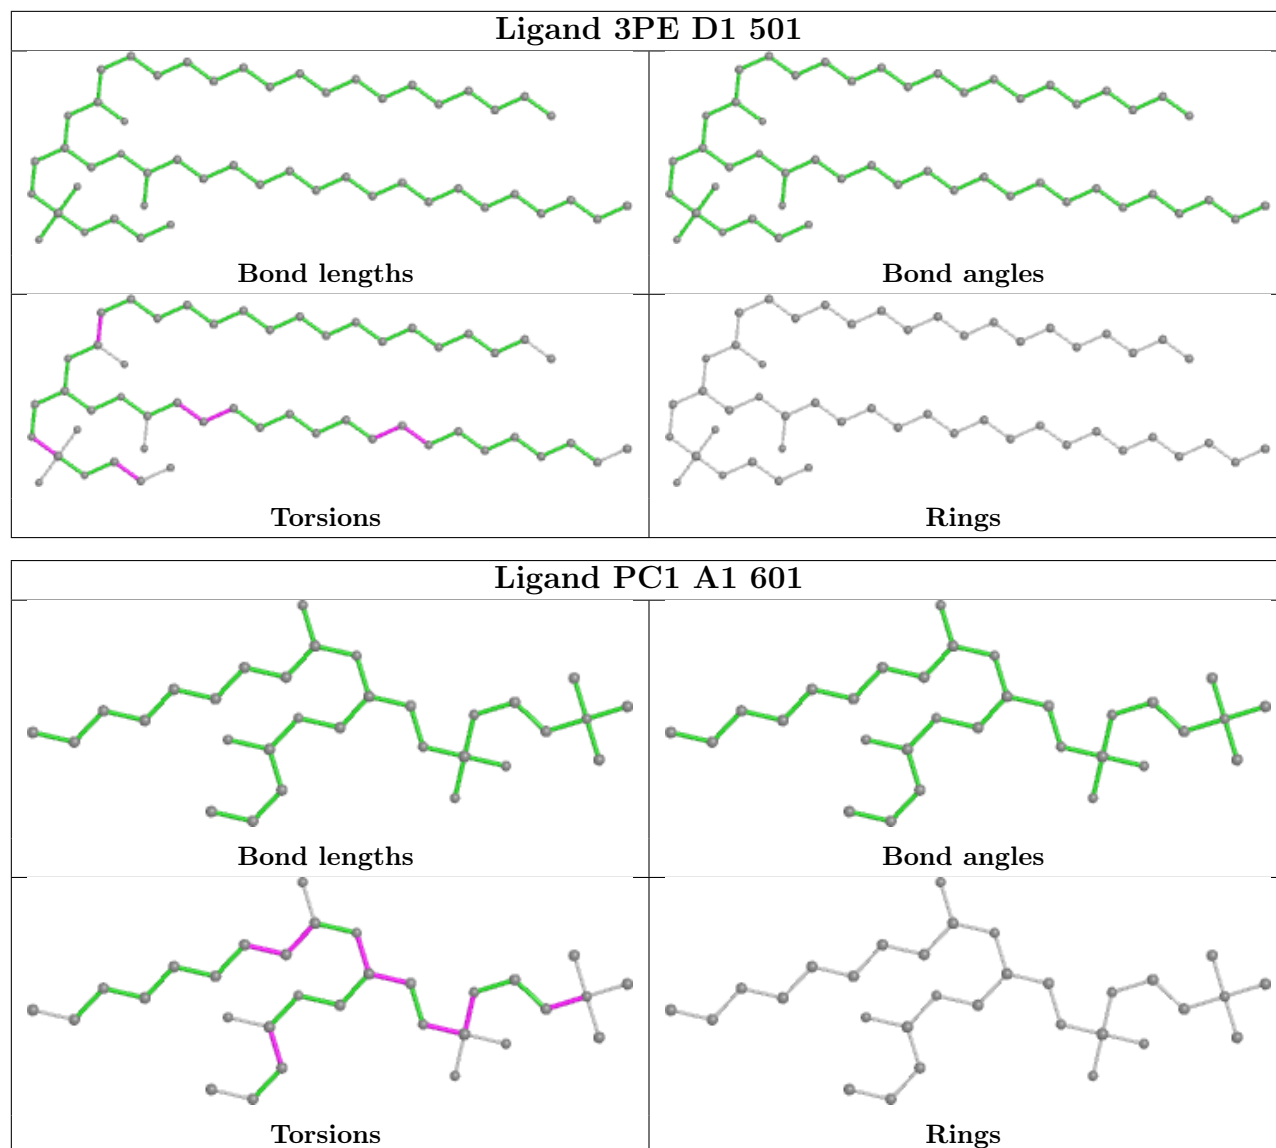 Ligand 3PE D1 501
Bond lengths
Bond angles
Torsions
Rings
Ligand PC1 A1 601
Bond lengths
Bond angles
Torsions
Rings